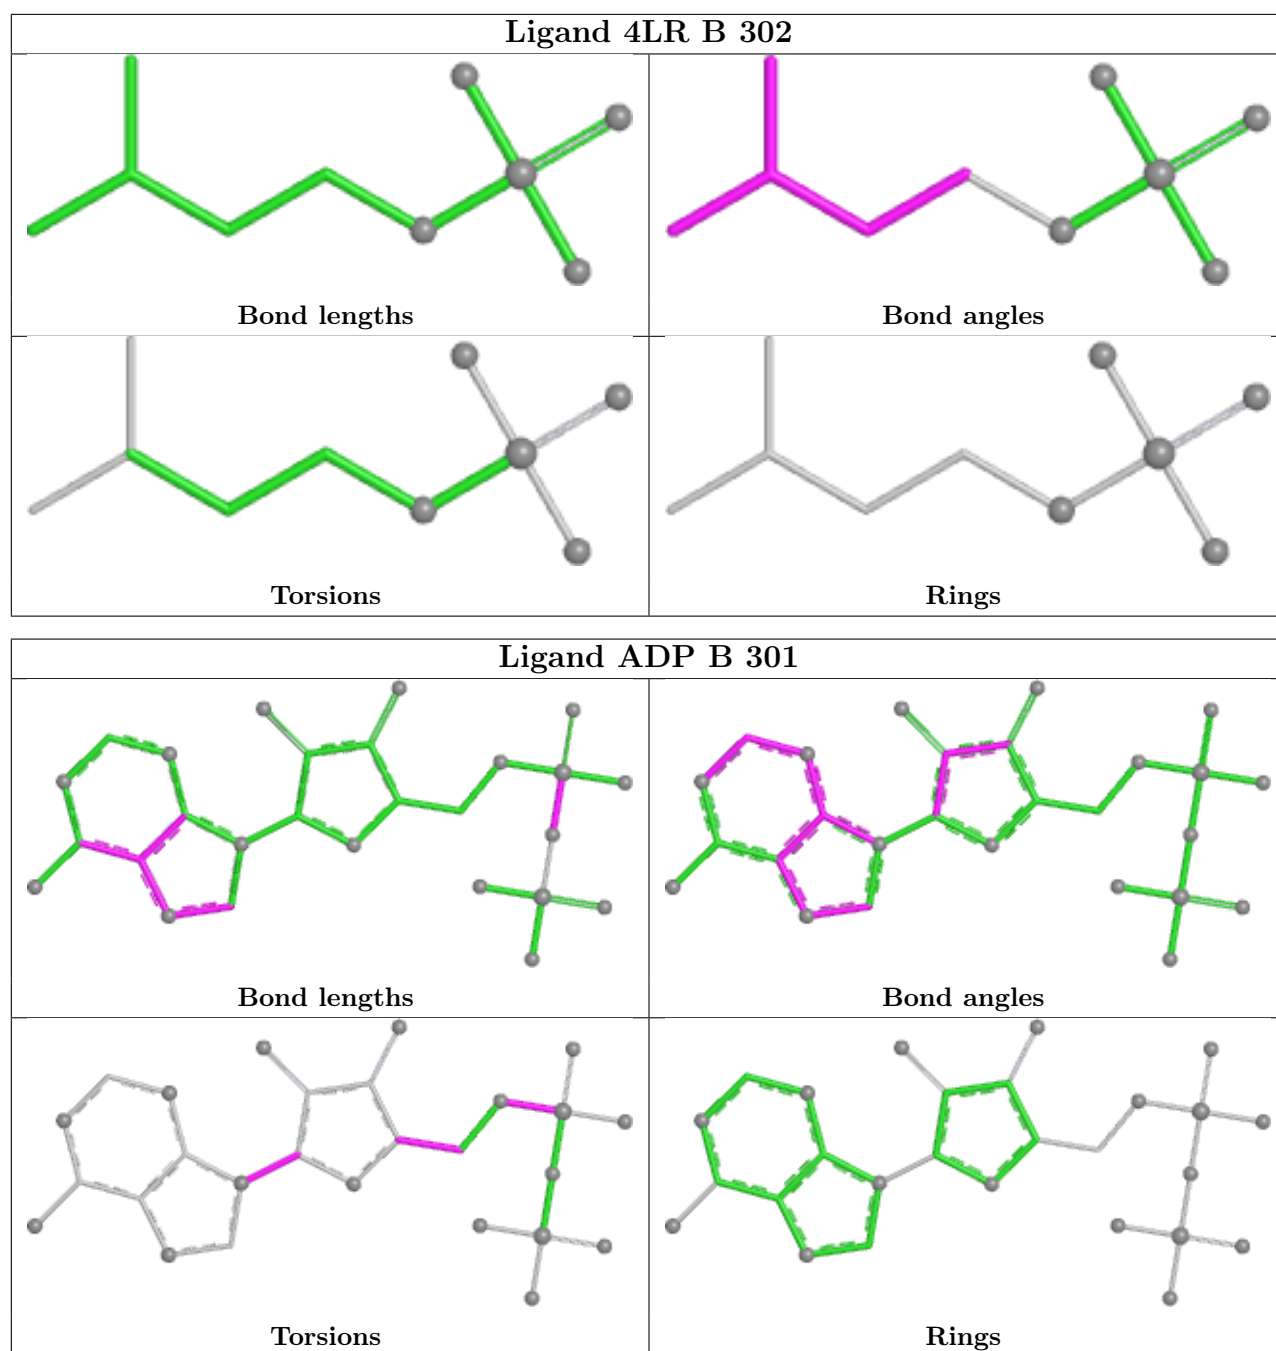 Ligand 4LR B 302
Bond lengths
Bond angles
Torsions
Rings
Ligand ADP B 301
Bond lengths
Bond angles
Torsions
Rings